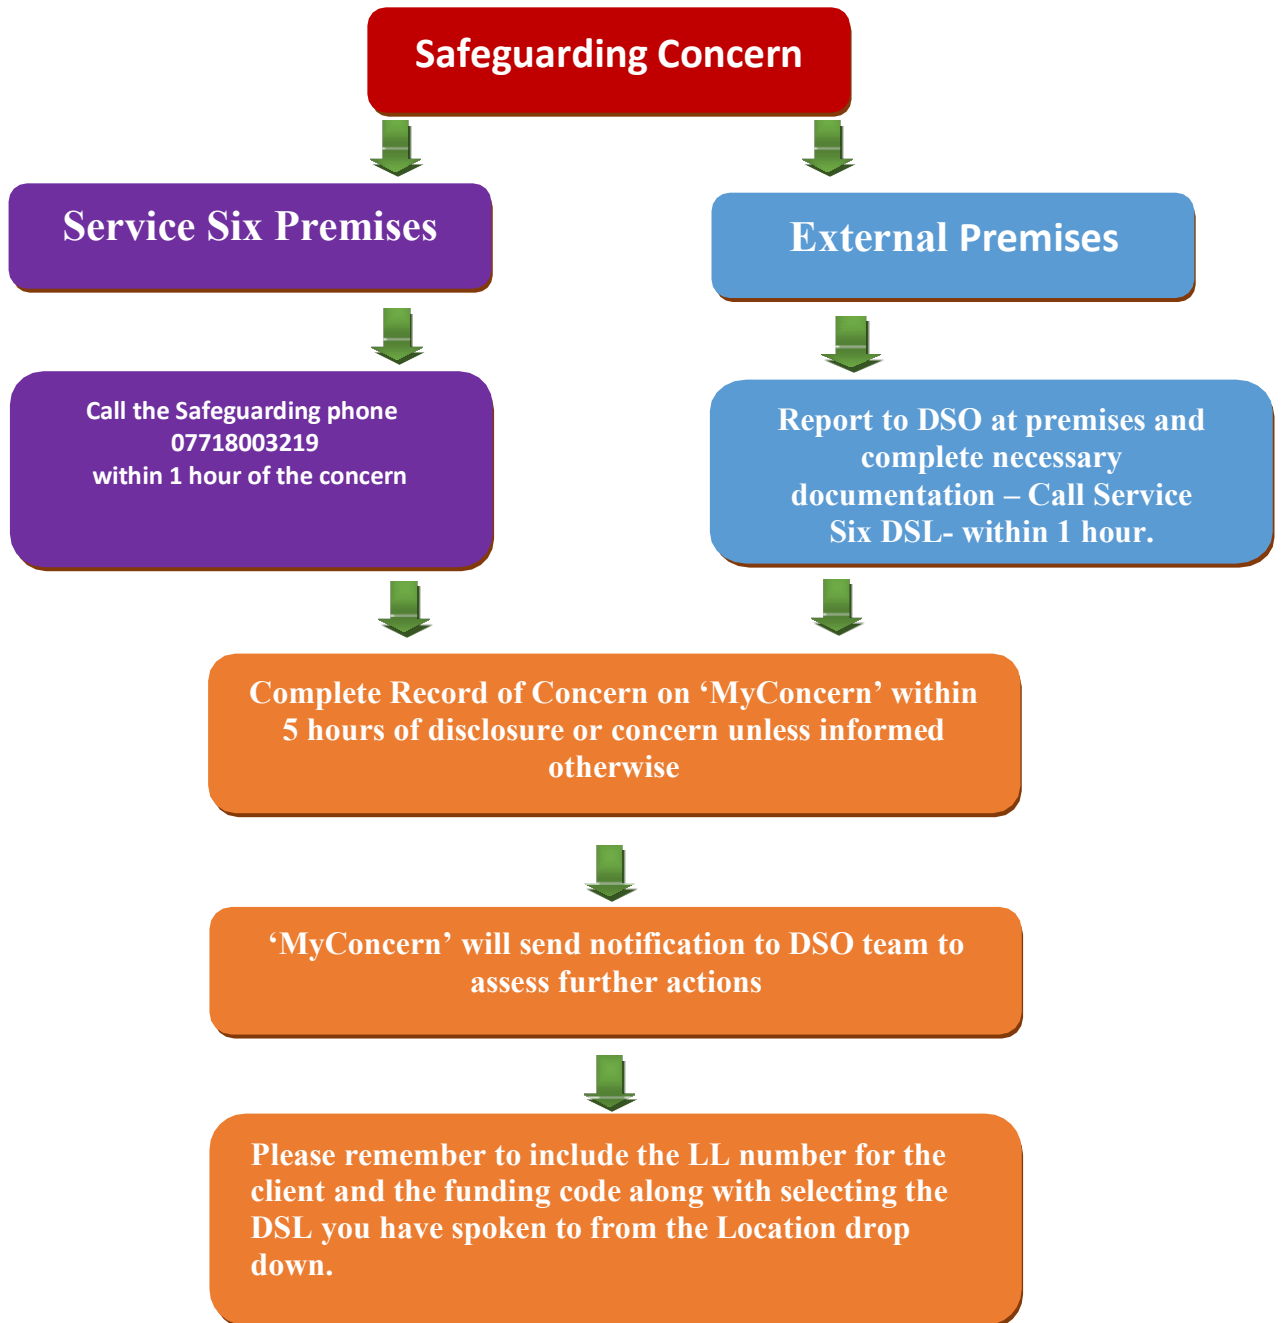 Safeguarding Concern
Service Six Premises
External Premises
Call the Safeguarding phone
07718003219
within 1 hour of the concern
Report to DSO at premises and
complete necessary
documentation – Call Service
Six DSL- within 1 hour.
Complete Record of Concern on ‘MyConcern’ within
5 hours of disclosure or concern unless informed
otherwise
‘MyConcern’ will send notification to DSO team to
assess further actions
Please remember to include the LL number for the
client and the funding code along with selecting the
DSL you have spoken to from the Location drop
down.